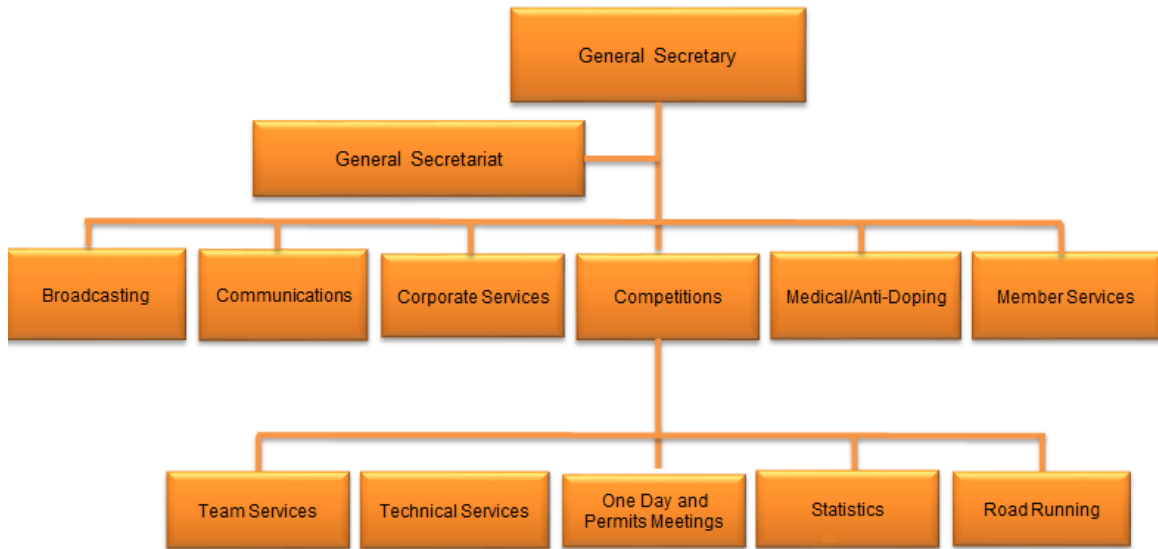 General Secretary
General Secretariat
Broadcasting
Communications
Corporate Services
Competitions
Medical/Anti-Doping
Member Services
Team Services
Technical Services
One Day and
Permits Meetings
Statistics
Road Running